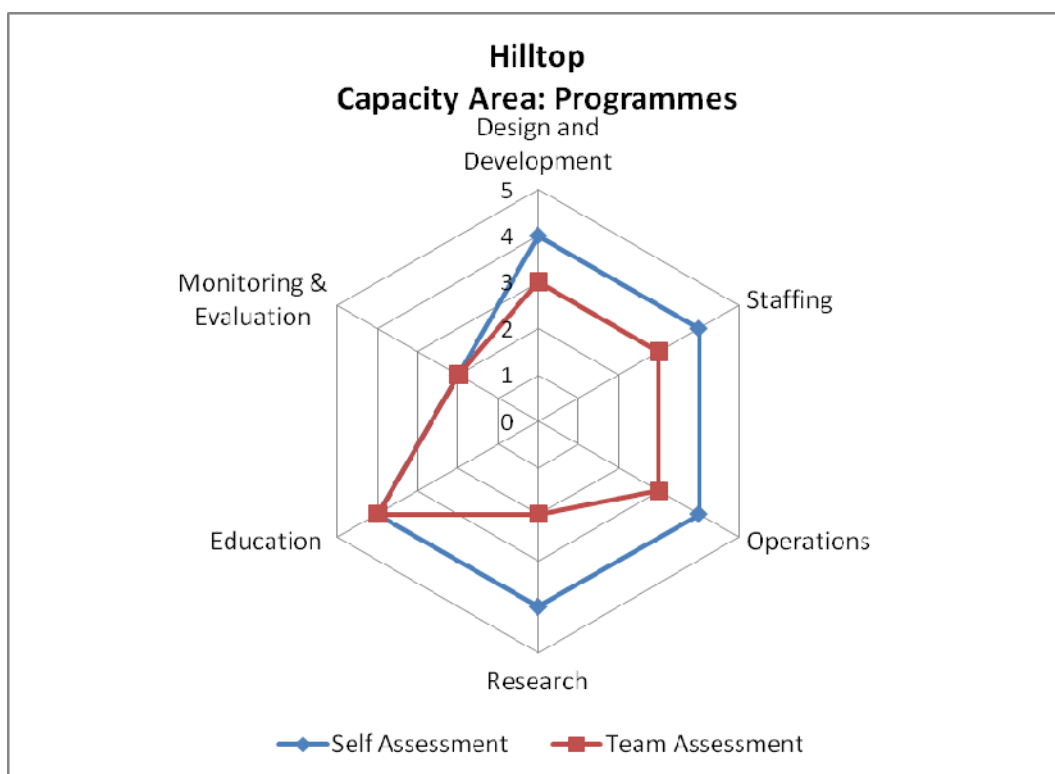 Hilltop
Capacity Area: Programmes
Design and
Development
5
4
3
2
1
0
Monitoring &
Evaluation
Staffing
Education
Operations
Research
Self Assessment
Team Assessment